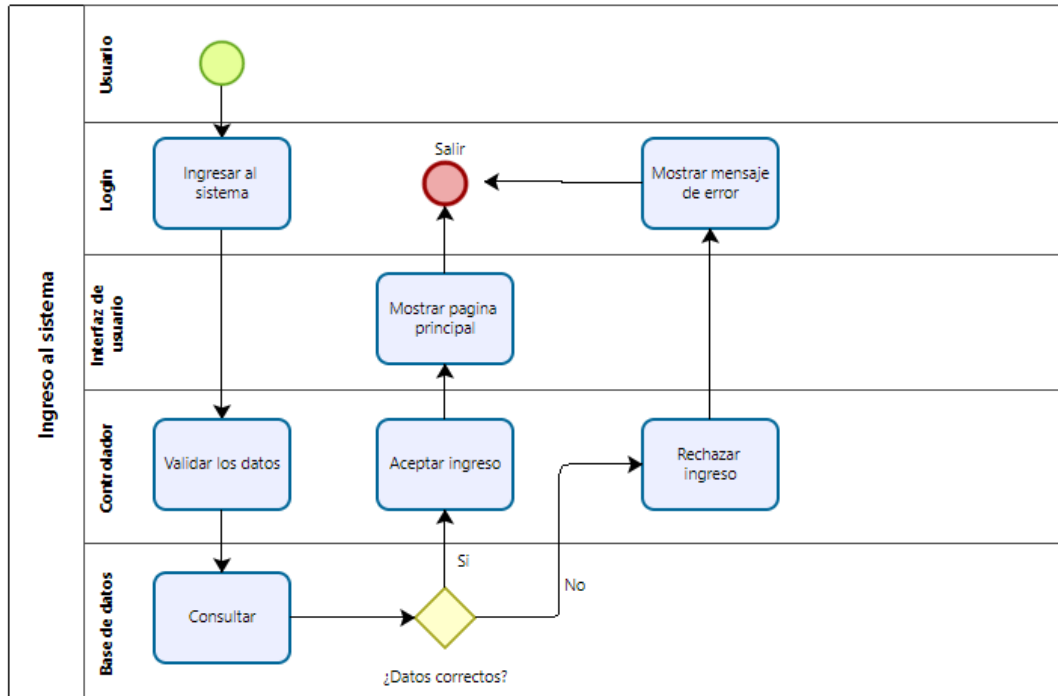 Ingreso al sistema
Usuario
Login
Ingresar al
sistema
Salir
Mostrar mensaje
de error
Interfaz de
usuario
Mostrar pagina
principal
Controlador
Validar los datos
Aceptar ingreso
Rechazar
ingreso
Base de datos
Consultar
Si
No
¿Datos correctos?